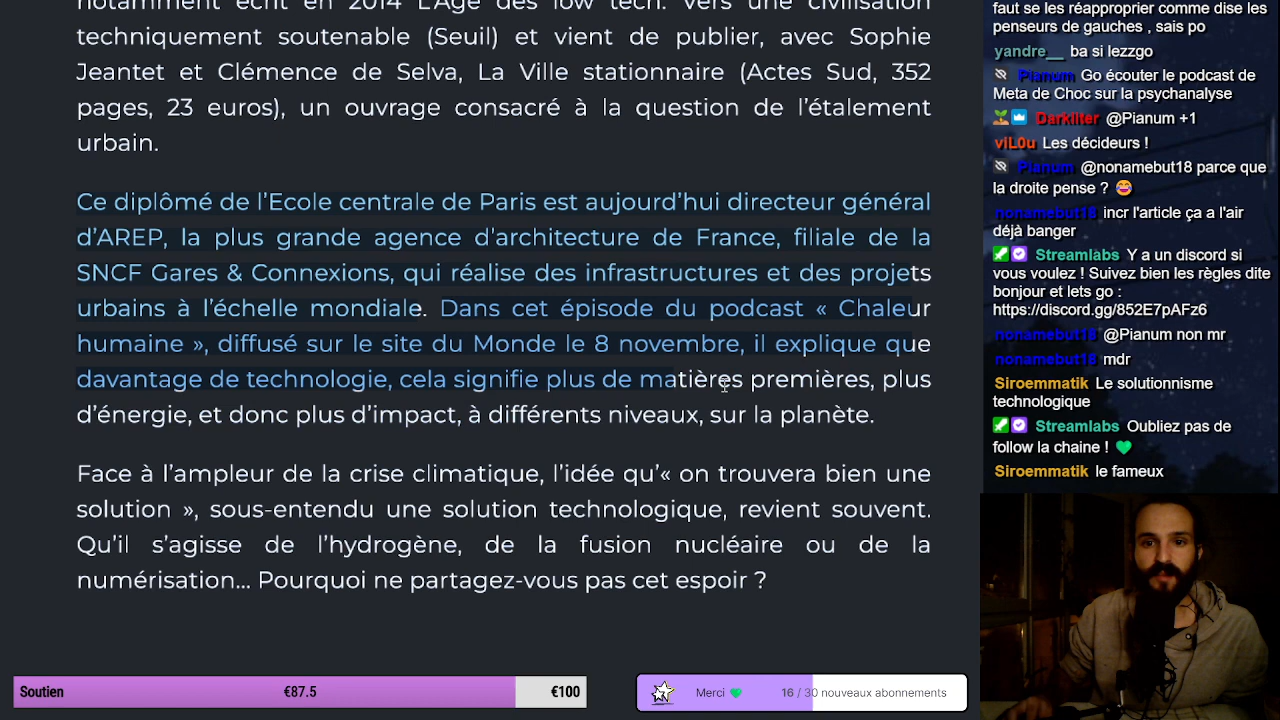 notamment écrit en 2014 L'Âge des low tech. Vers une civilisation
techniquement soutenable (Seuil) et vient de publier, avec Sophie
Jeantet et Clémence de Selva, La Ville stationnaire (Actes Sud, 352
pages, 23 euros), un ouvrage consacré à la question de l'étalement
urbain.
Ce diplômé de l'Ecole centrale de Paris est aujourd'hui directeur général
d'AREP, la plus grande agence d'architecture de France, filiale de la
SNCF Gares & Connexions, qui réalise des infrastructures et des projets
urbains à l'échelle mondiale. Dans cet épisode du podcast « Chaleur
humaine », diffusé sur le site du Monde le 8 novembre, il explique que
davantage de technologie, cela signifie plus de matières premières, plus
d'énergie, et donc plus d'impact, à différents niveaux, sur la planète.
Face à l'ampleur de la crise climatique, l'idée qu'« on trouvera bien une
solution », sous-entendu une solution technologique, revient souvent.
Qu'il s'agisse de l'hydrogène, de la fusion nucléaire ou de la
numérisation... Pourquoi ne partagez-vous pas cet espoir ?
faut se les réapproprier comme dise les
penseurs de gauches , sais po
yandre__ ba si lezzgo
Pianum Go écouter le podcast de
Meta de Choc sur la psychanalyse
Darkliter @Pianum +1
viL0u Les décideurs !
Pianum @nonamebut18 parce que
la droite pense ? 😅
nonamebut18 incr l'article ça a l'air
déjà banger
Streamlabs Y a un discord si
vous voulez ! Suivez bien les règles dite
bonjour et lets go :
https://discord.gg/852E7pAFz6
nonamebut18 @Pianum non mr
nonamebut18 mdr
Siroemmatik Le solutionnisme
technologique
Streamlabs Oubliez pas de
follow la chaine ! 💚
Siroemmatik le fameux
Soutien €87.5 €100
Merci 💚 16 / 30 nouveaux abonnements